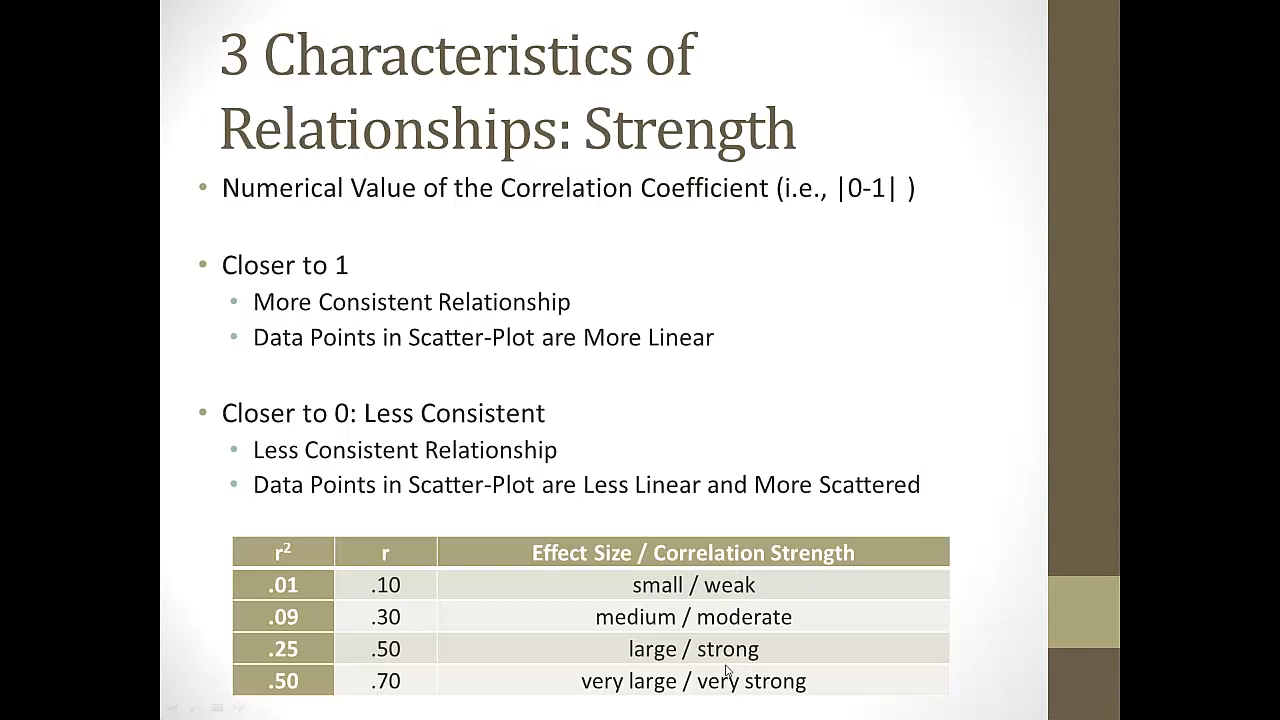 3 Characteristics of
Relationships: Strength
• Numerical Value of the Correlation Coefficient (i.e., |0-1| )
• Closer to 1
• More Consistent Relationship
• Data Points in Scatter-Plot are More Linear
• Closer to 0: Less Consistent
• Less Consistent Relationship
• Data Points in Scatter-Plot are Less Linear and More Scattered
r² r Effect Size / Correlation Strength
.01 .10 small / weak
.09 .30 medium / moderate
.25 .50 large / strong
.50 .70 very large / very strong